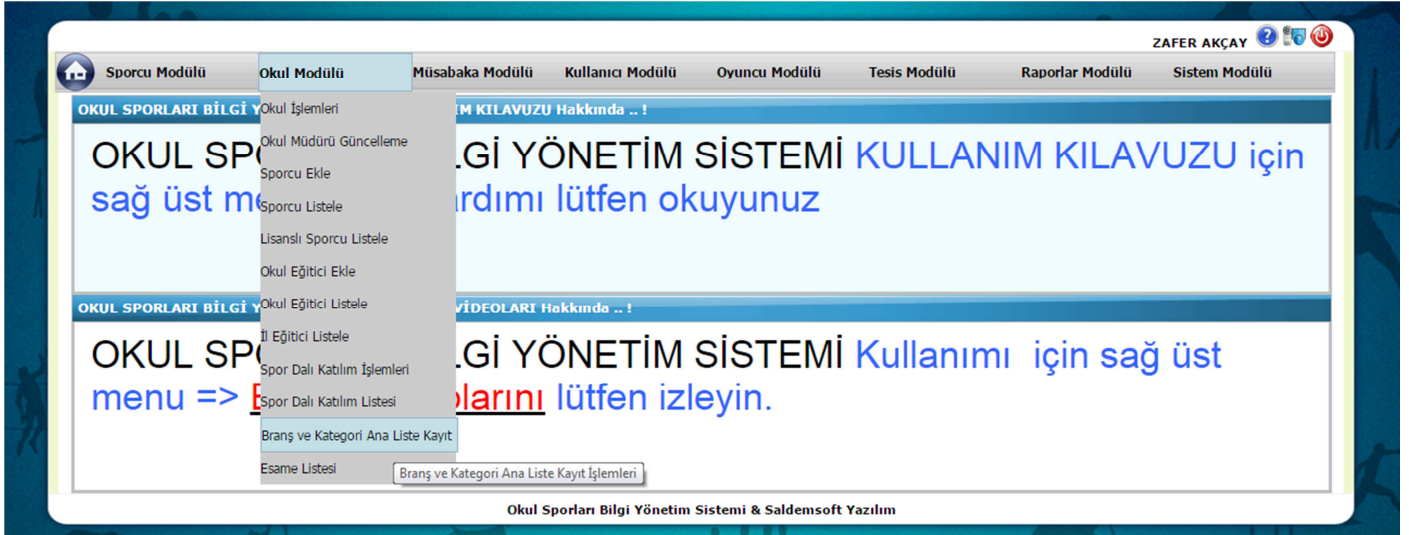 ZAFER AKÇAY
Sporcu Modülü Okul Modülü Müsabaka Modülü Kullanıcı Modülü Oyuncu Modülü Tesis Modülü Raporlar Modülü Sistem Modülü
OKUL SPORLARI BİLGİ KILAVUZU Hakkında .. !
OKUL LGİ YÖNETİM SİSTEMİ KULLANIM KILAVUZU için
sağ üst lütfen okuyunuz
Okul İşlemleri
Okul Müdürü Güncelleme
Sporcu Ekle
Sporcu Listele
Lisanslı Sporcu Listele
Okul Eğitici Ekle
Okul Eğitici Listele
İl Eğitici Listele
Spor Dalı Katılım İşlemleri
Spor Dalı Katılım Listesi
Branş ve Kategori Ana Liste Kayıt
Esame Listesi
Branş ve Kategori Ana Liste Kayıt İşlemleri
OKUL SPORLARI BİLGİ VİDEOLARI Hakkında .. !
OKUL LGİ YÖNETİM SİSTEMİ Kullanımı için sağ üst
menu => larını lütfen izleyin.
Okul Sporları Bilgi Yönetim Sistemi & Saldemsoft Yazılım